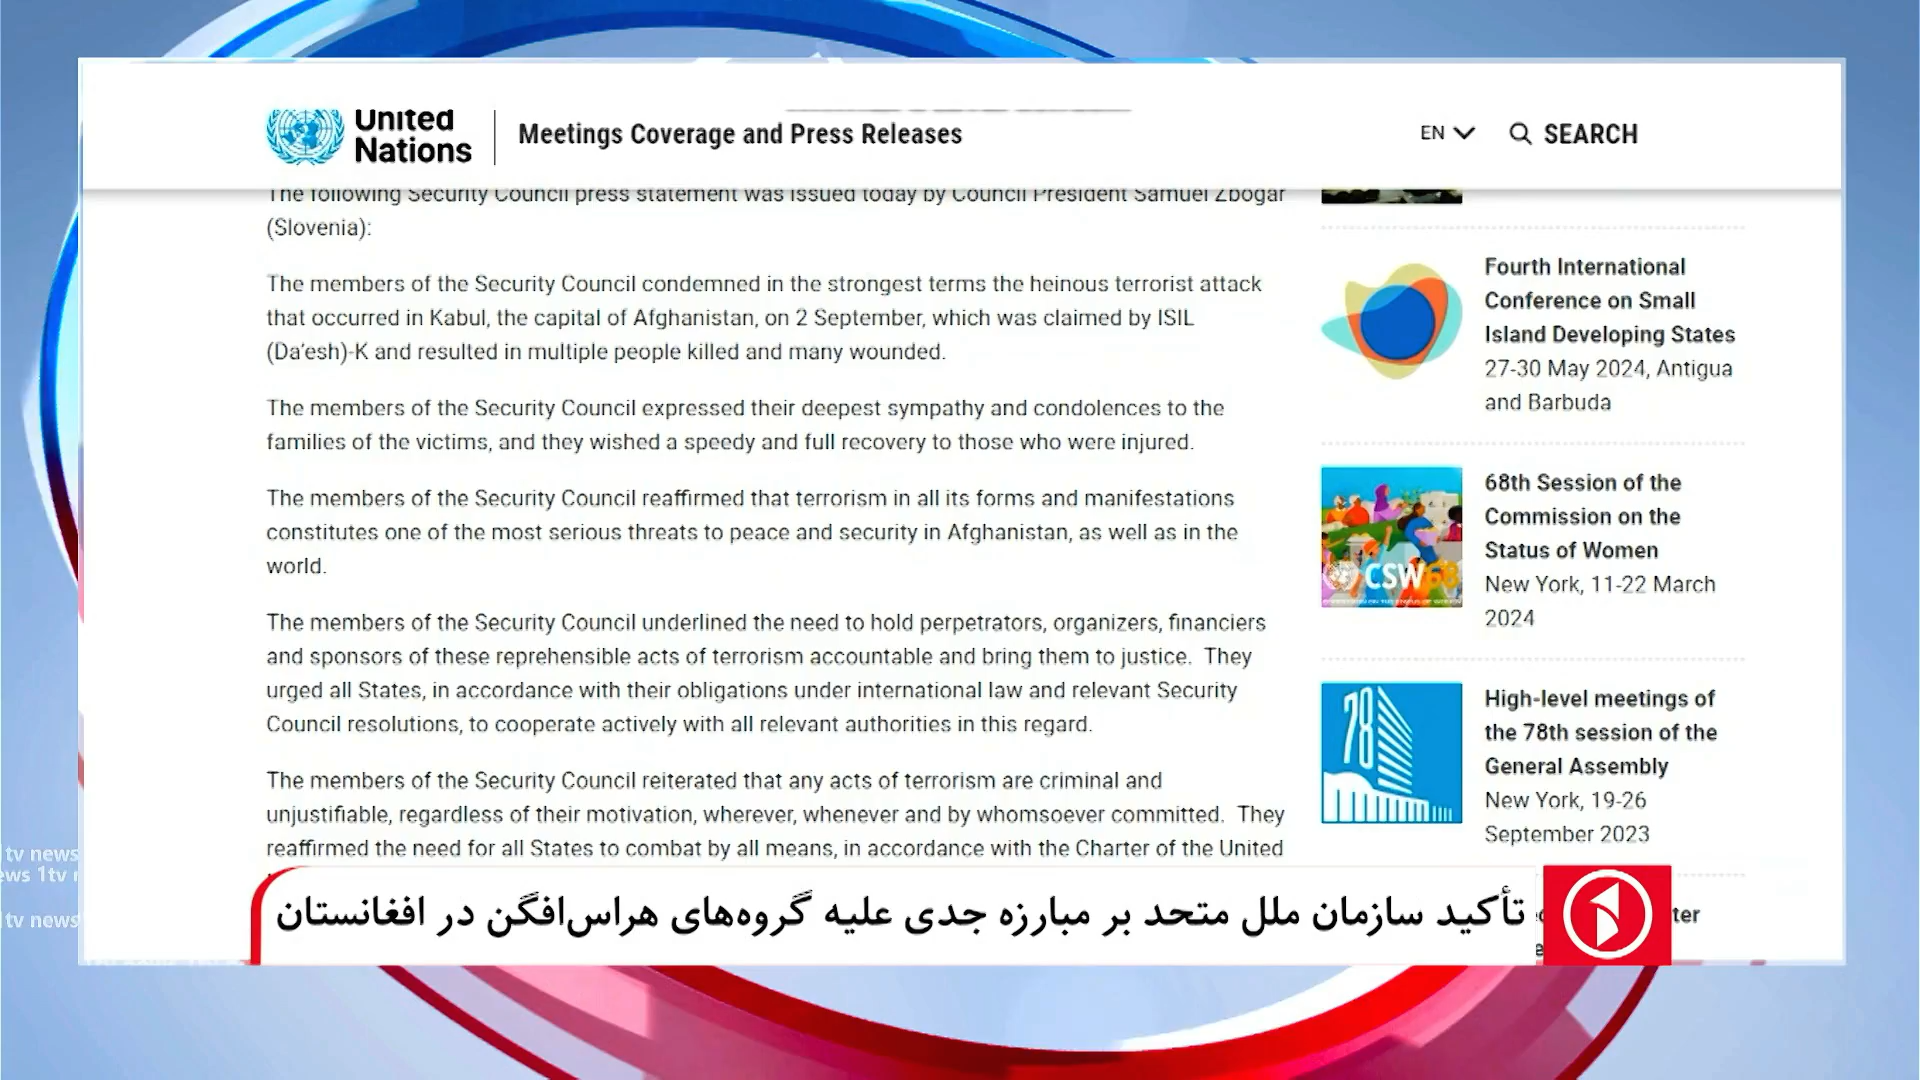 United
Nations
Meetings Coverage and Press Releases
EN
SEARCH
The following Security Council press statement was issued today by Council President Samuel Žbogar
(Slovenia):
The members of the Security Council condemned in the strongest terms the heinous terrorist attack
that occurred in Kabul, the capital of Afghanistan, on 2 September, which was claimed by ISIL
(Da’esh)-K and resulted in multiple people killed and many wounded.
The members of the Security Council expressed their deepest sympathy and condolences to the
families of the victims, and they wished a speedy and full recovery to those who were injured.
The members of the Security Council reaffirmed that terrorism in all its forms and manifestations
constitutes one of the most serious threats to peace and security in Afghanistan, as well as in the
world.
The members of the Security Council underlined the need to hold perpetrators, organizers, financiers
and sponsors of these reprehensible acts of terrorism accountable and bring them to justice. They
urged all States, in accordance with their obligations under international law and relevant Security
Council resolutions, to cooperate actively with all relevant authorities in this regard.
The members of the Security Council reiterated that any acts of terrorism are criminal and
unjustifiable, regardless of their motivation, wherever, whenever and by whomsoever committed. They
reaffirmed the need for all States to combat by all means, in accordance with the Charter of the United
Fourth International
Conference on Small
Island Developing States
27-30 May 2024, Antigua
and Barbuda
CSW68
68th Session of the
Commission on the
Status of Women
New York, 11-22 March
2024
78
High-level meetings of
the 78th session of the
General Assembly
New York, 19-26
September 2023
تأکید سازمان ملل متحد بر مبارزه جدی علیه گروه‌های هراس‌افگن در افغانستان
1tv news
ews 1tv
1tv news